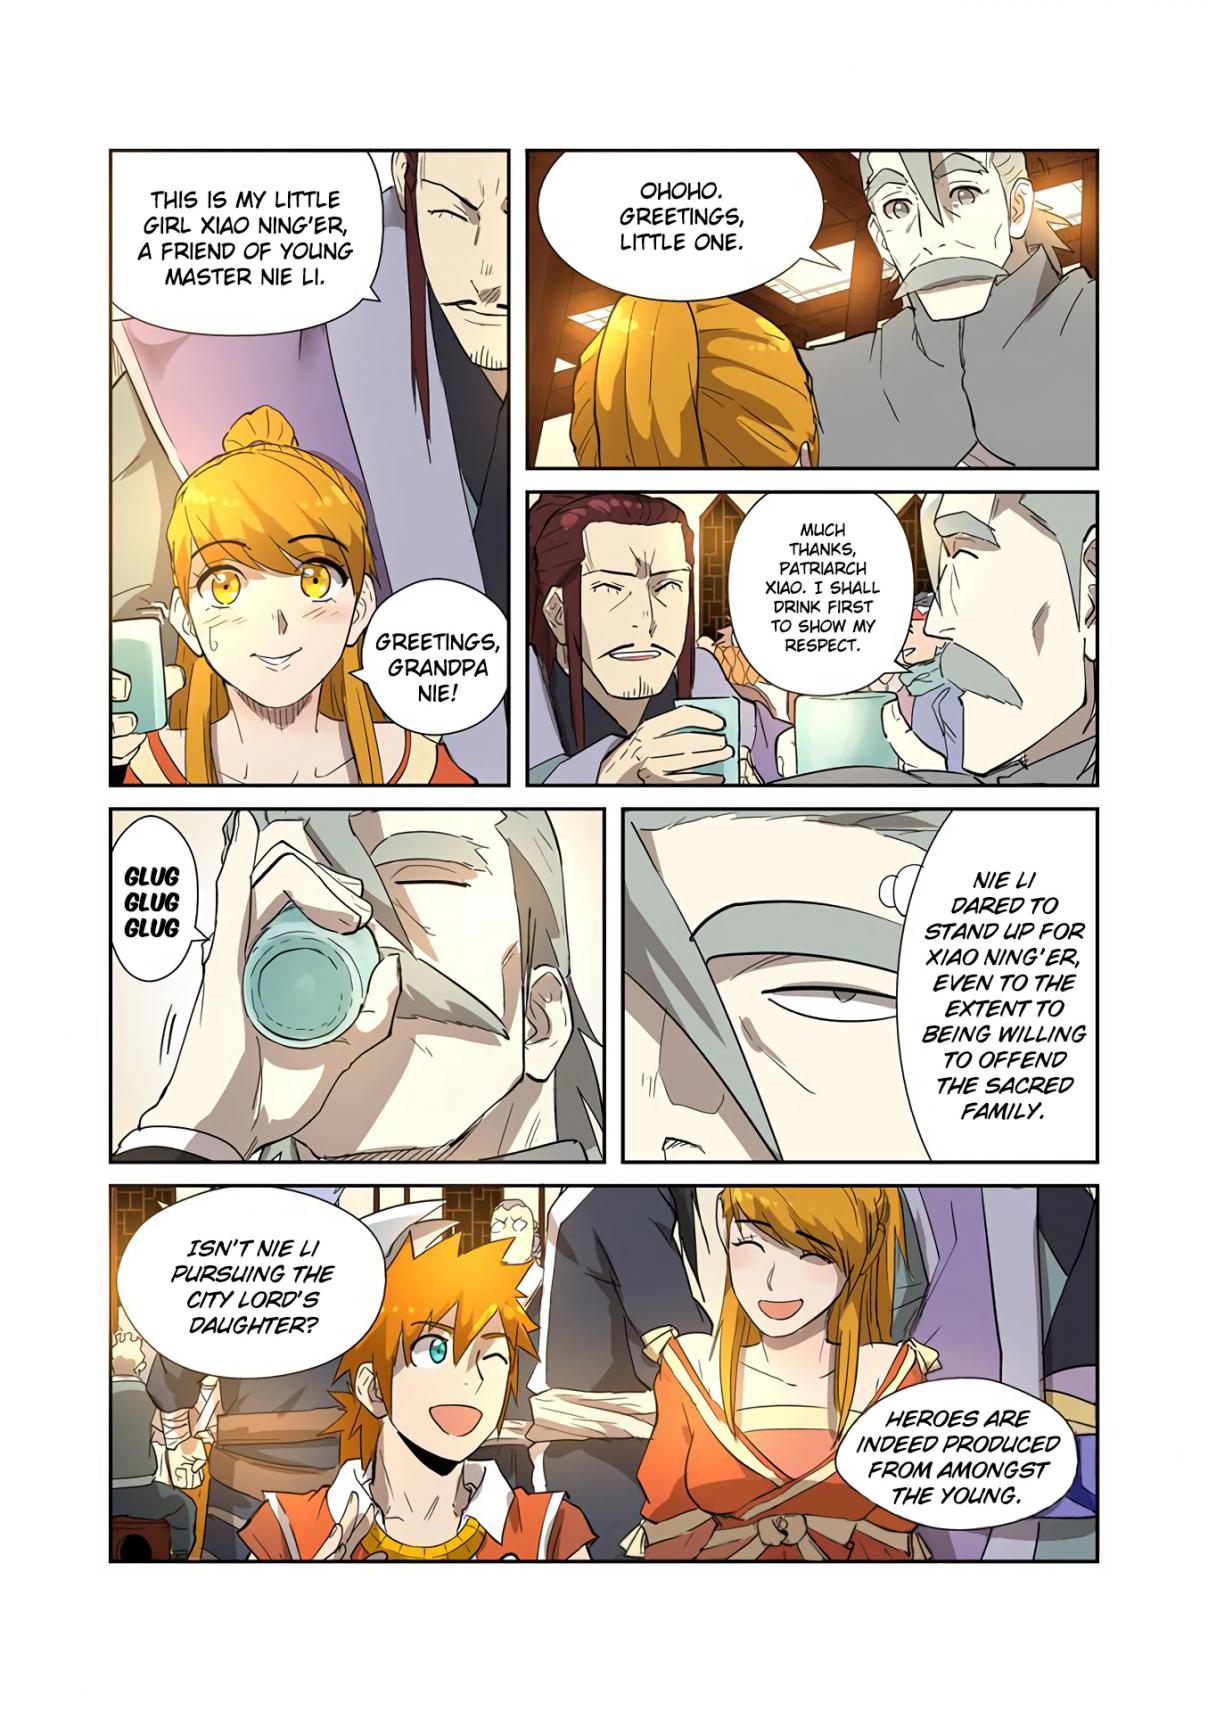 THIS IS MY LITTLE
GIRL XIAO NING'ER,
A FRIEND OF YOUNG
MASTER NIE LI.
GREETINGS,
GRANDPA
NIE!
OHOHO.
GREETINGS,
LITTLE ONE.
MUCH
THANKS,
PATRIARCH
XIAO. I SHALL
DRINK FIRST
TO SHOW MY
RESPECT.
GLUG
GLUG
GLUG
NIE LI
DARED TO
STAND UP FOR
XIAO NING'ER,
EVEN TO THE
EXTENT TO
BEING WILLING
TO OFFEND
THE SACRED
FAMILY.
ISN'T NIE LI
PURSUING THE
CITY LORD'S
DAUGHTER?
HEROES ARE
INDEED PRODUCED
FROM AMONGST
THE YOUNG.